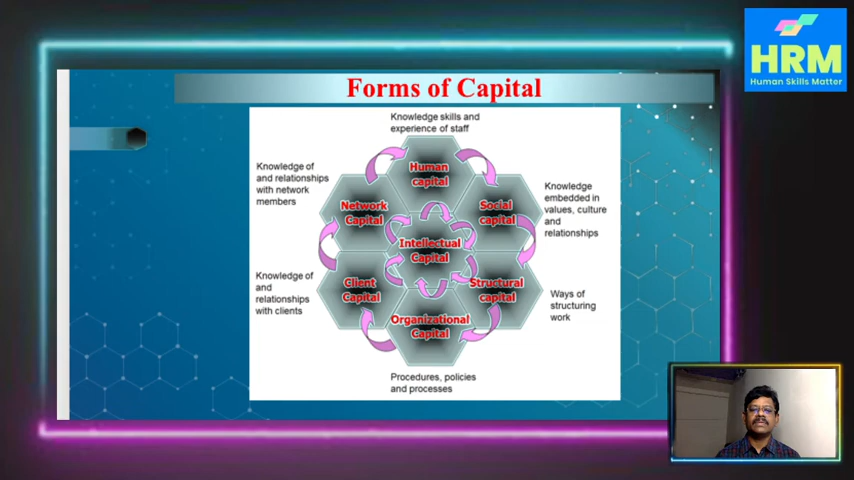 HRM
Human Skills Matter
Forms of Capital
Knowledge skills and
experience of staff
Human
capital
Knowledge of
and relationships
with network
members
Network
Capital
Social
capital
Knowledge
embedded in
values, culture
and
relationships
Intellectual
Capital
Knowledge of
and
relationships
with clients
Client
Capital
Structural
capital
Ways of
structuring
work
Organizational
Capital
Procedures, policies
and processes